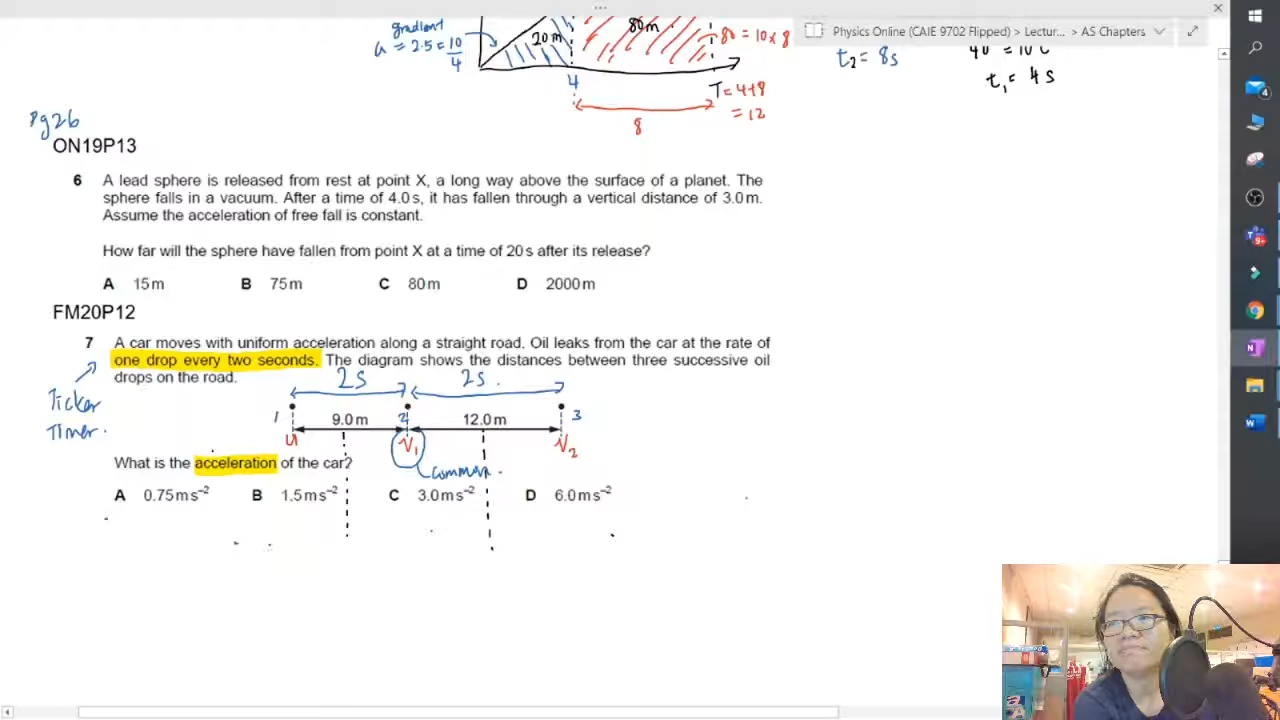 Physics Online (CAIE 9702 Flipped) > Lectur... > AS Chapters
gradient
a = 2.5 = 10/4
20 m
80 m
80 = 10 × 8
t₂ = 8s
t₁ = 4 s
4
T = 4+8
= 12
8
Pg26
ON19P13
6 A lead sphere is released from rest at point X, a long way above the surface of a planet. The
sphere falls in a vacuum. After a time of 4.0 s, it has fallen through a vertical distance of 3.0 m.
Assume the acceleration of free fall is constant.
How far will the sphere have fallen from point X at a time of 20 s after its release?
A 15 m B 75 m C 80 m D 2000 m
FM20P12
7 A car moves with uniform acceleration along a straight road. Oil leaks from the car at the rate of
one drop every two seconds. The diagram shows the distances between three successive oil
drops on the road.
Ticker
Timer.
2s 2s.
1 9.0 m 2 12.0 m 3
u V₁ V₂
common.
What is the acceleration of the car?
A 0.75 m s⁻² B 1.5 m s⁻² C 3.0 m s⁻² D 6.0 m s⁻²
4
9+